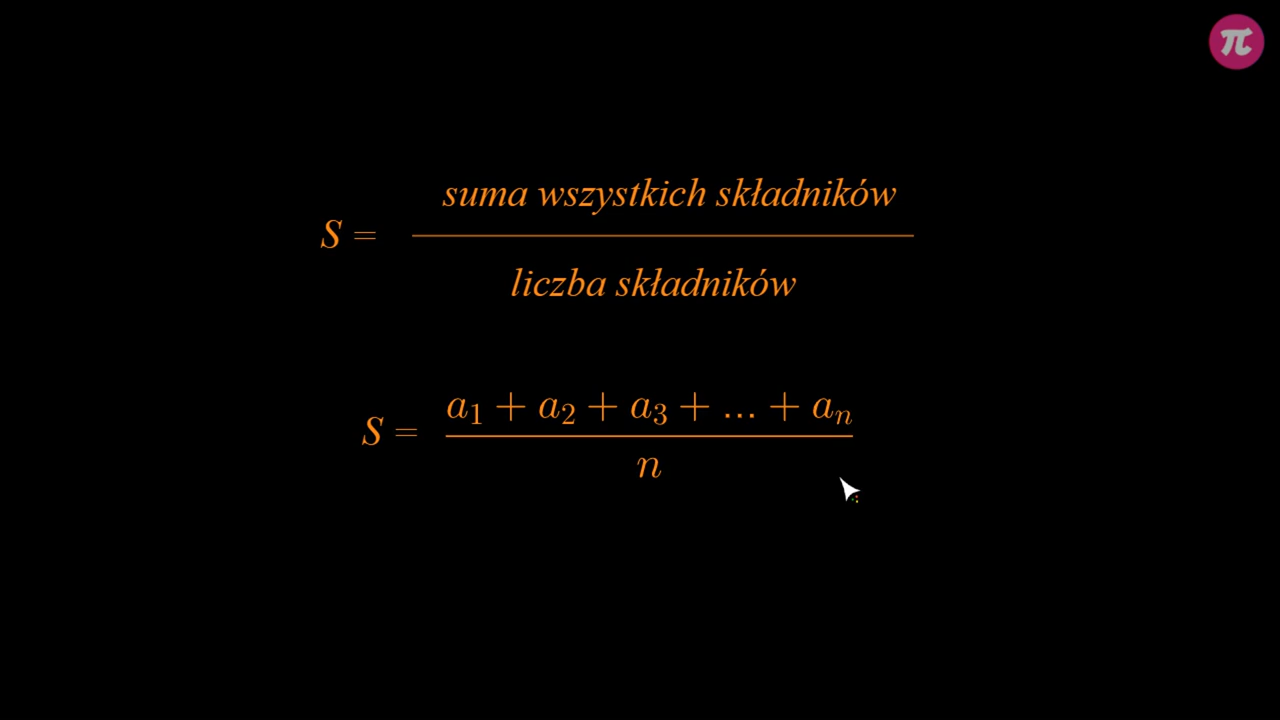 π
S = suma wszystkich składników / liczba składników
S = a₁ + a₂ + a₃ + ... + aₙ / n